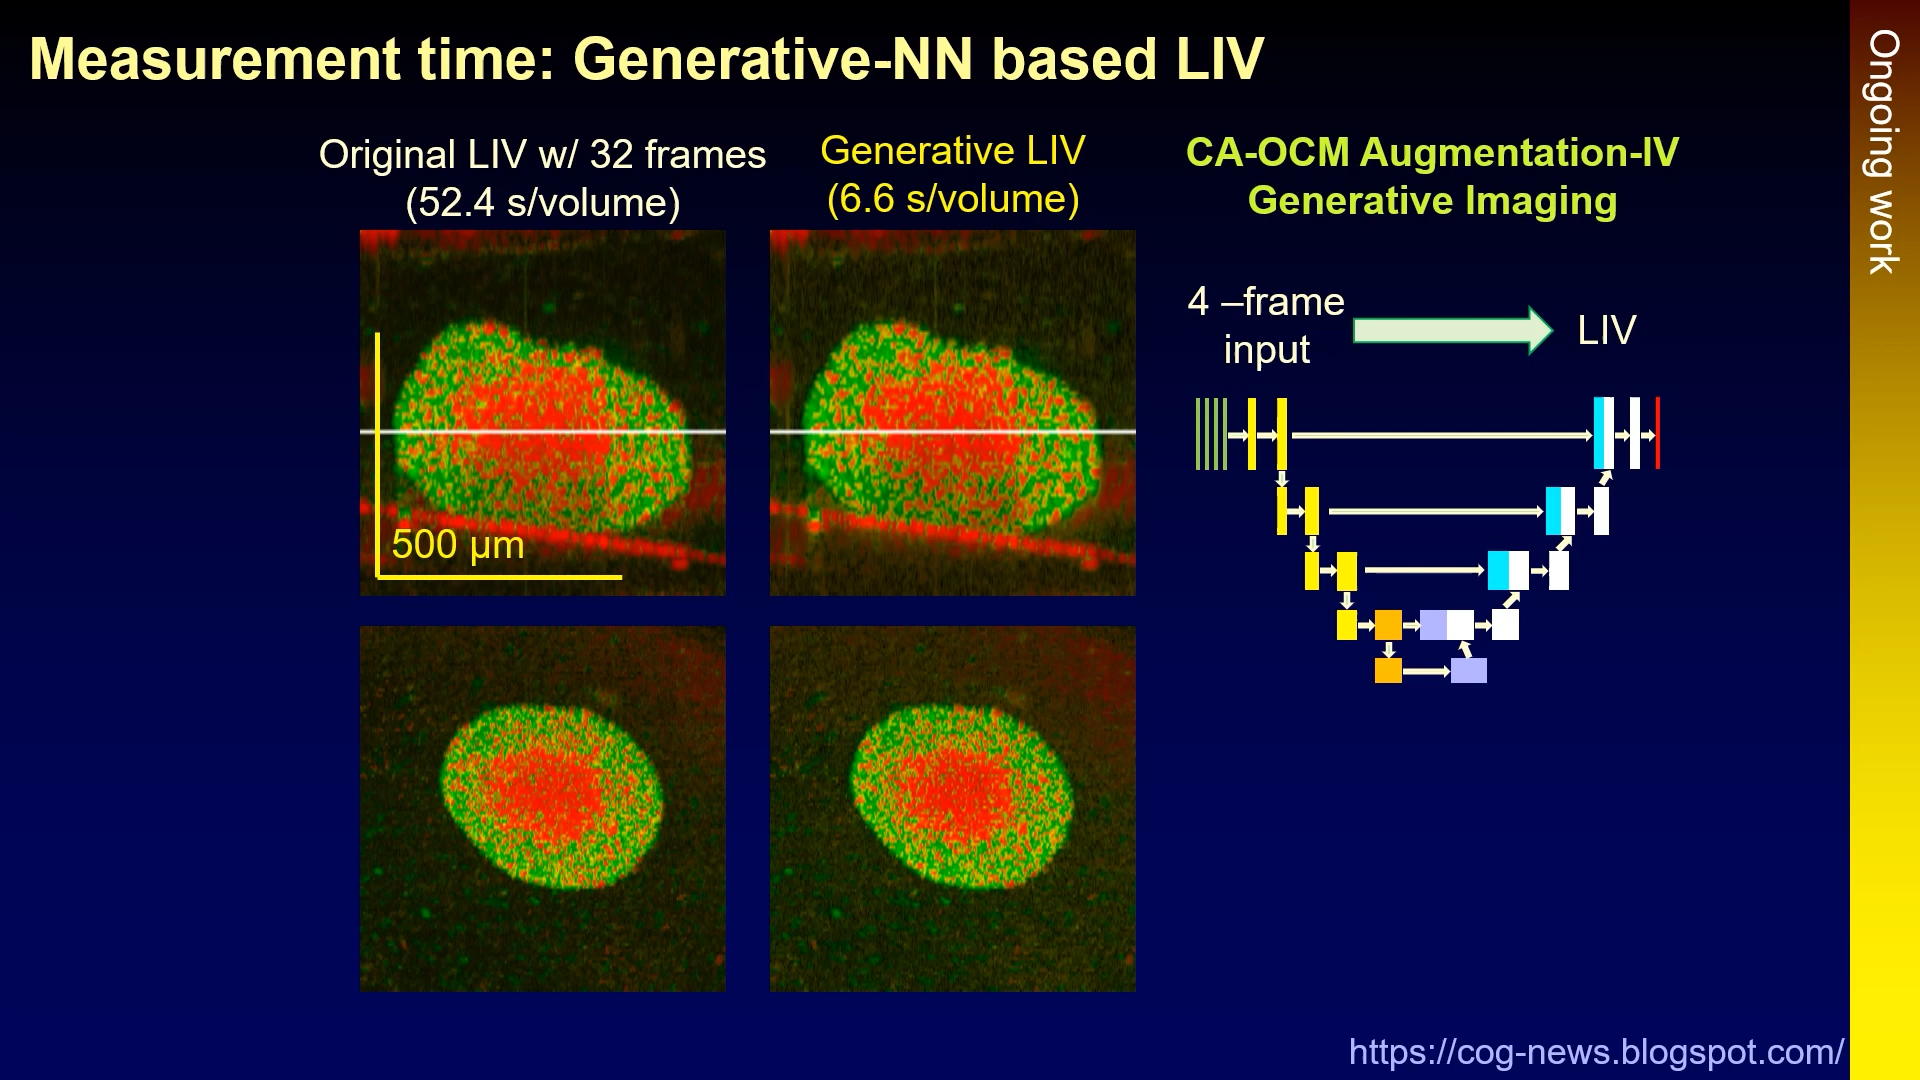 Measurement time: Generative-NN based LIV
Ongoing work
Original LIV w/ 32 frames
(52.4 s/volume)
Generative LIV
(6.6 s/volume)
CA-OCM Augmentation-IV
Generative Imaging
4 –frame
input
LIV
500 µm
https://cog-news.blogspot.com/